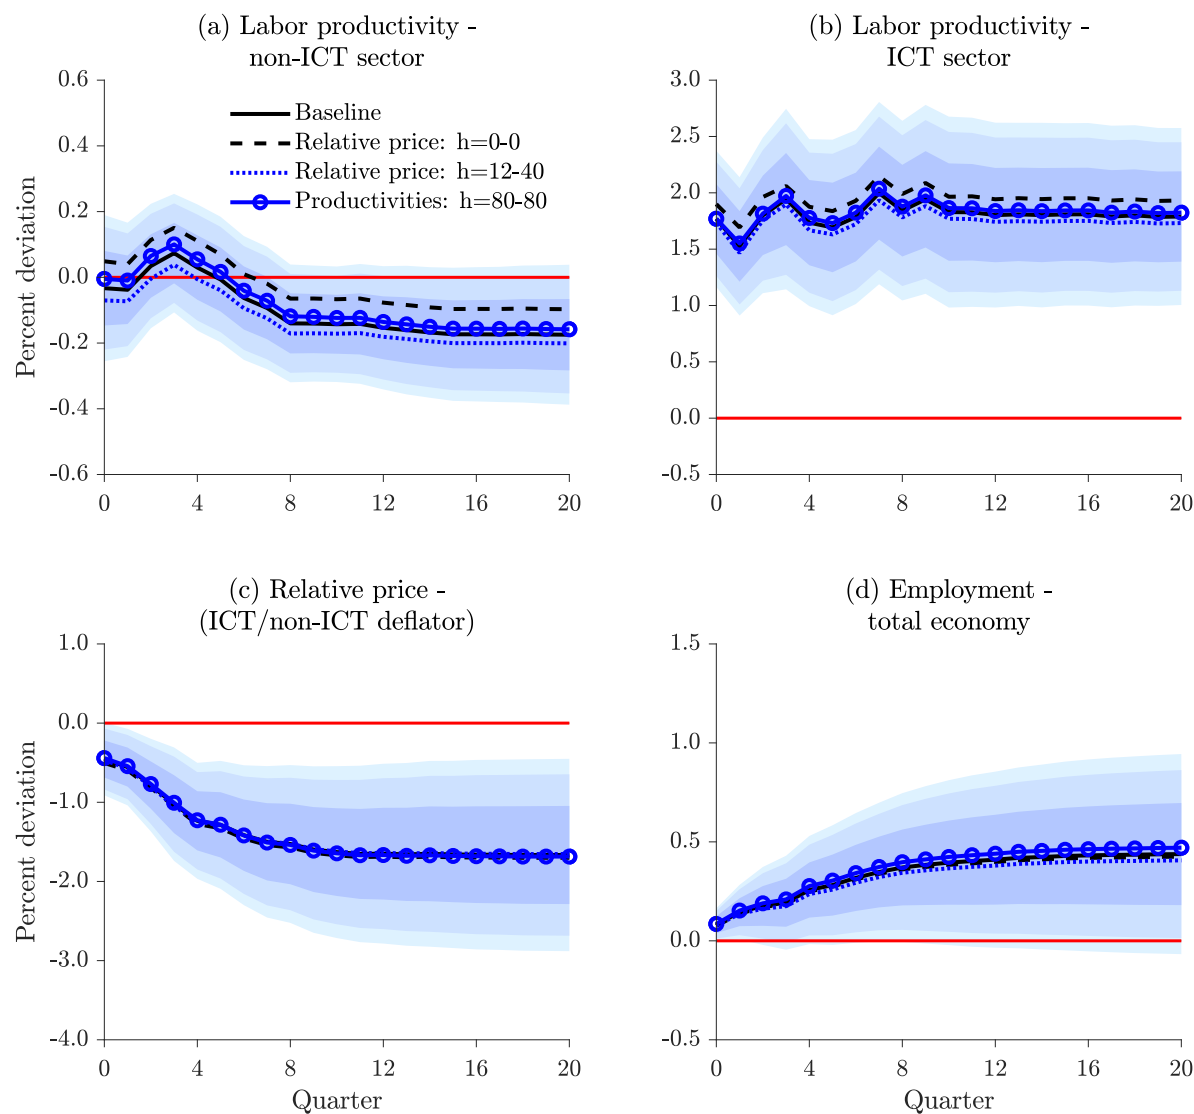 (a) Labor productivity -
non-ICT sector
0.6
0.4
0.2
0.0
-0.2
-0.4
-0.6
Percent deviation
Baseline
Relative price: h=0-0
Relative price: h=12-40
Productivities: h=80-80
0 4 8 12 16 20
(b) Labor productivity -
ICT sector
3.0
2.5
2.0
1.5
1.0
0.5
0.0
-0.5
0 4 8 12 16 20
(c) Relative price -
(ICT/non-ICT deflator)
1.0
0.0
-1.0
-2.0
-3.0
-4.0
Percent deviation
0 4 8 12 16 20
Quarter
(d) Employment -
total economy
1.5
1.0
0.5
0.0
-0.5
0 4 8 12 16 20
Quarter